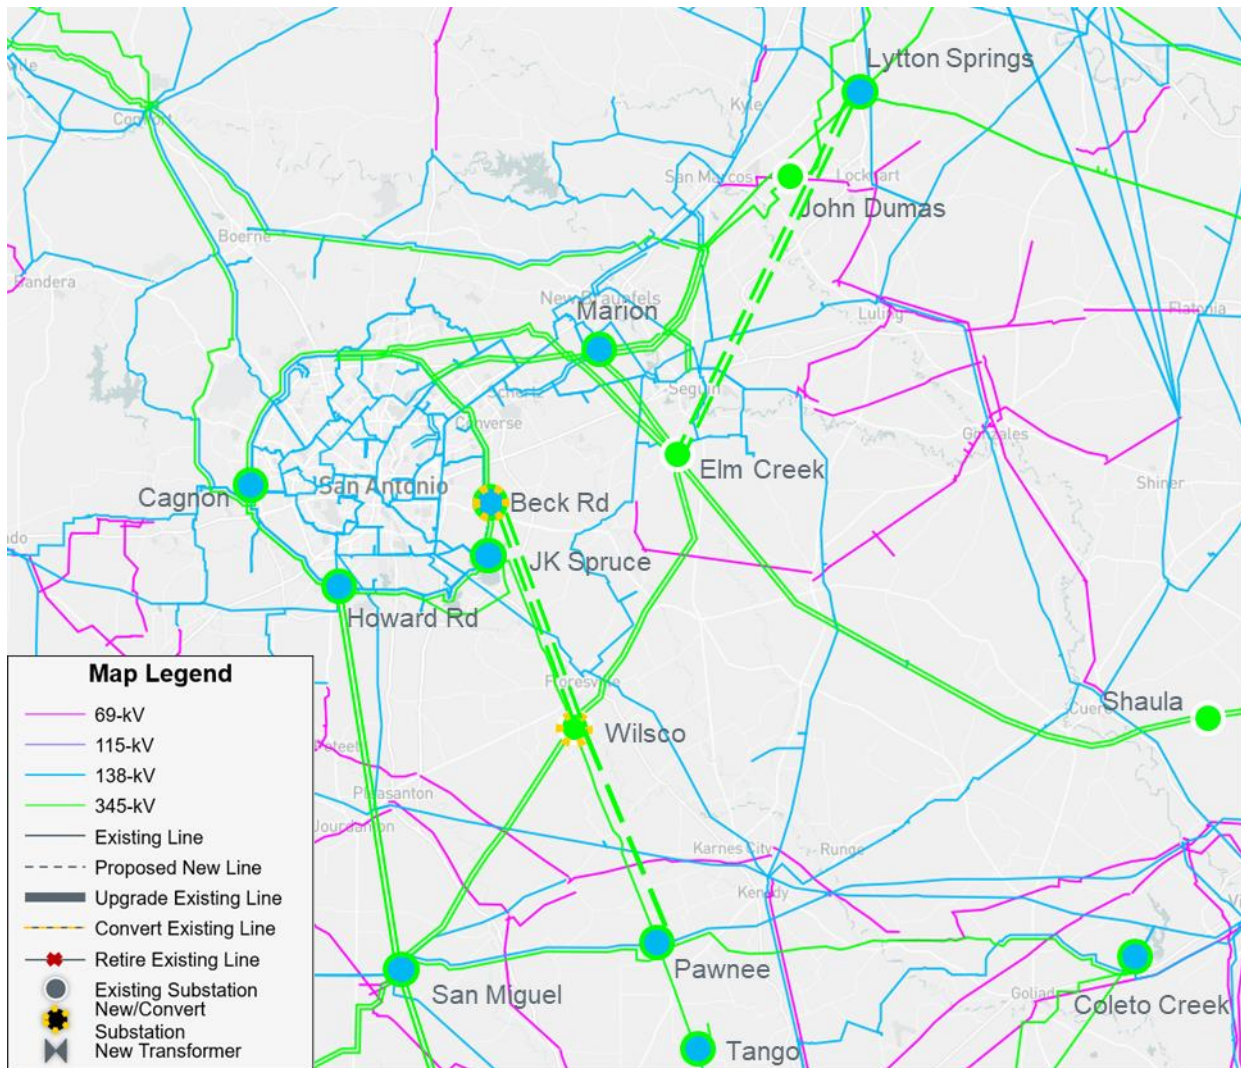 Lytton Springs
Kyle
Comfort
San Marcos
Lockhart
John Dumas
Boerne
Bandera
New Braunfels
Marion
Luling
Flatonia
Seguin
Schertz
Converse
Gonzales
Elm Creek
Shiner
Cagnon
San Antonio
Beck Rd
JK Spruce
Howard Rd
Floresville
Shaula
Cuero
Wilsco
Poteet
Pleasanton
Jourdanton
Karnes City
Runge
Kenedy
Pawnee
San Miguel
Goliad
Coleto Creek
Tango
Map Legend
69-kV
115-kV
138-kV
345-kV
Existing Line
Proposed New Line
Upgrade Existing Line
Convert Existing Line
Retire Existing Line
Existing Substation
New/Convert
Substation
New Transformer